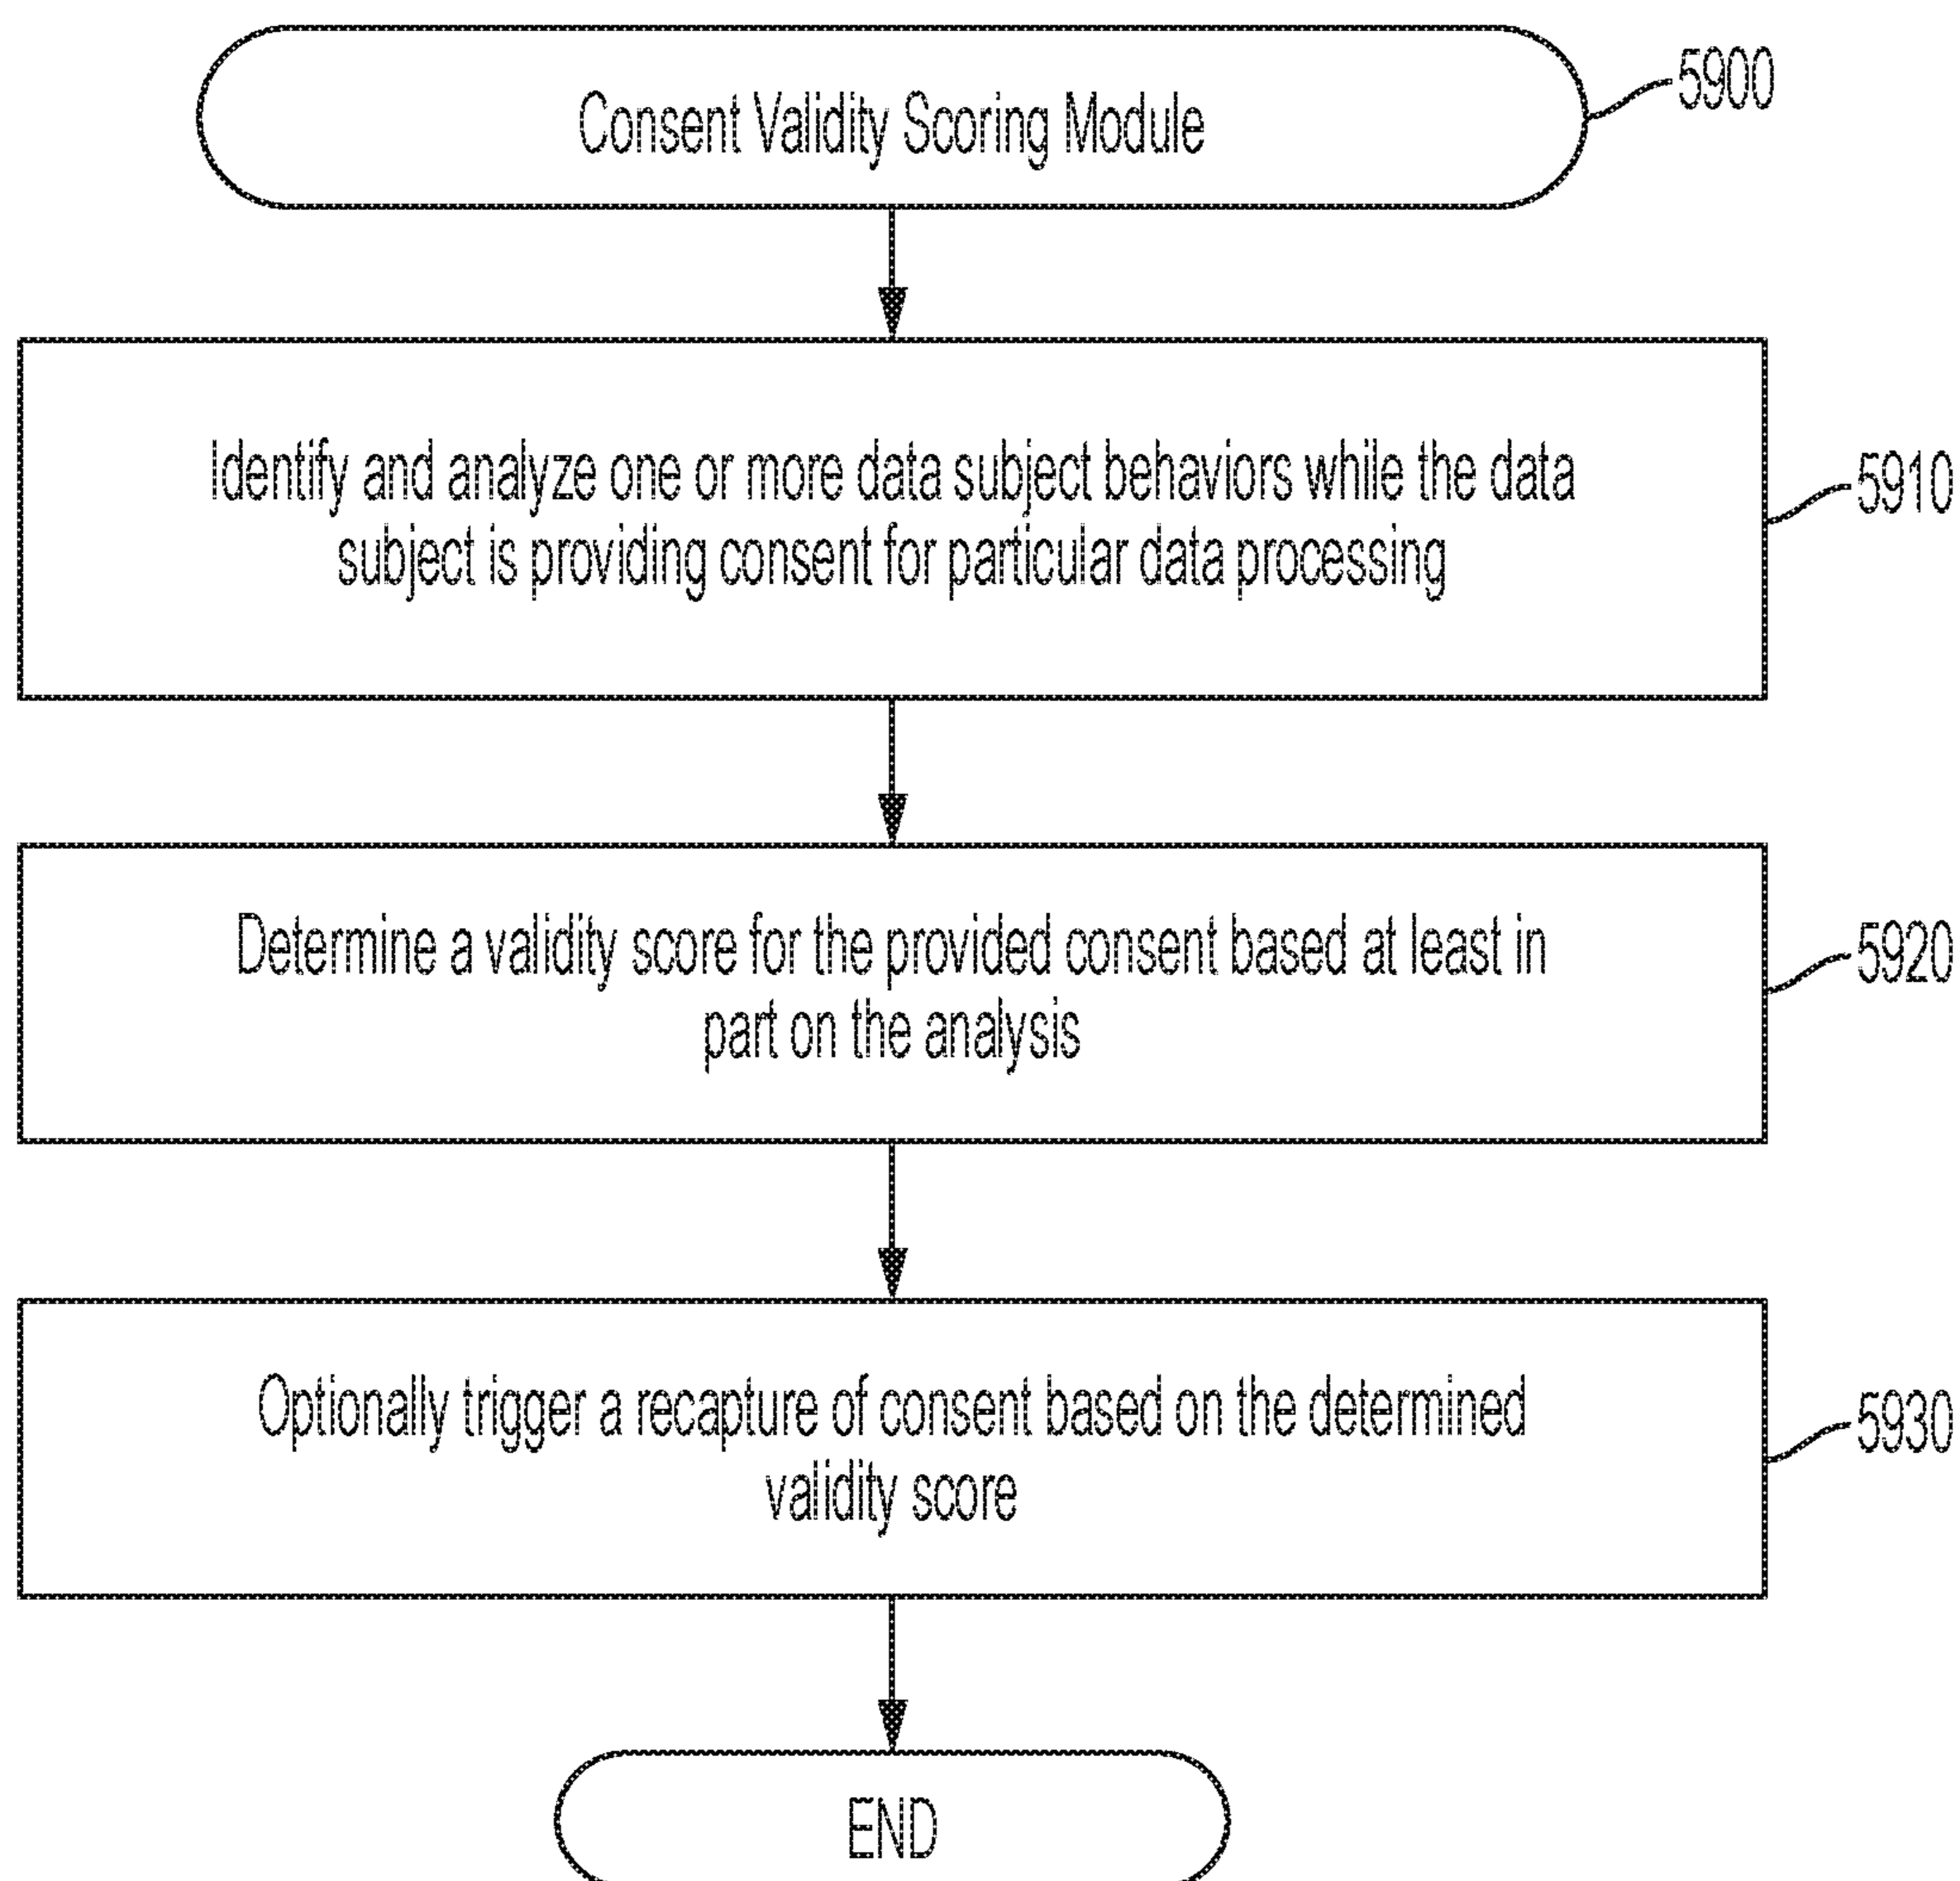 Consent Validity Scoring Module
5900
Identify and analyze one or more data subject behaviors while the data
subject is providing consent for particular data processing
5910
Determine a validity score for the provided consent based at least in
part on the analysis
5920
Optionally trigger a recapture of consent based on the determined
validity score
5930
END